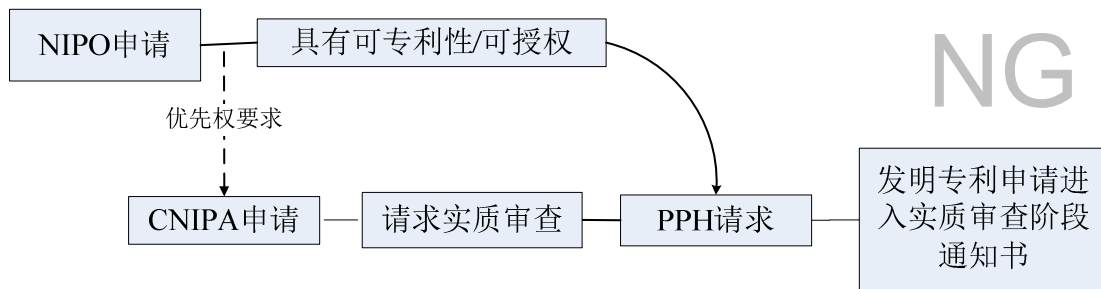 NIPO申请
具有可专利性/可授权
NG
优先权要求
CNIPA申请
请求实质审查
PPH请求
发明专利申请进
入实质审查阶段
通知书